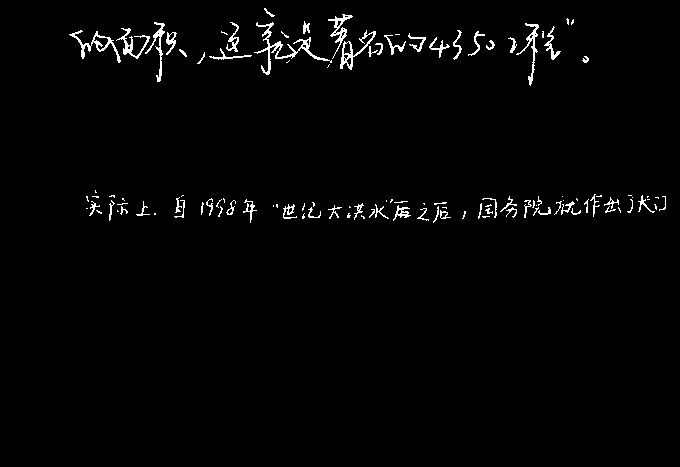 的面积，这就是著名的4350工程”。
实际上.自1998年“世纪大洪水”后之后，国务院就作出了